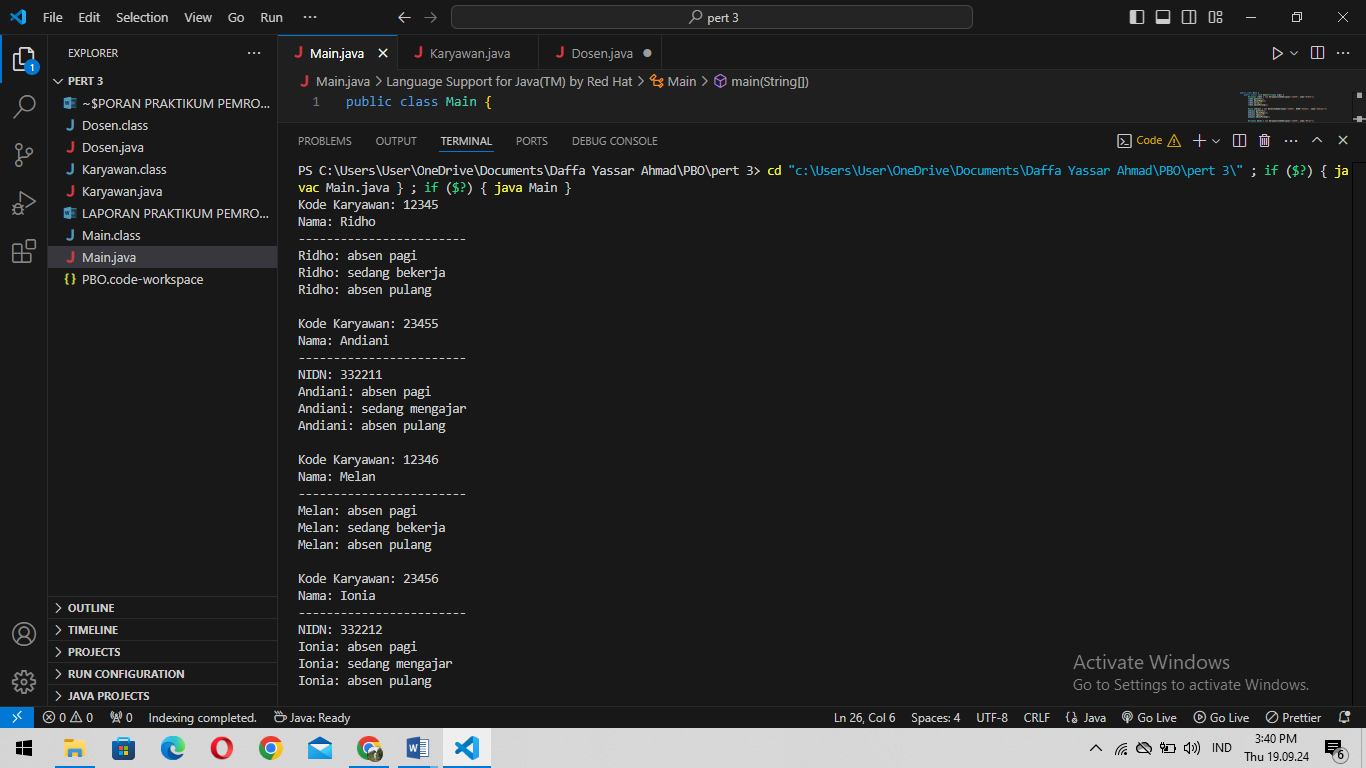 File Edit Selection View Go Run ··· pert 3
EXPLORER ···
PERT 3
~$PORAN PRAKTIKUM PEMRO...
Dosen.class
Dosen.java
Karyawan.class
Karyawan.java
LAPORAN PRAKTIKUM PEMRO...
Main.class
Main.java
PBO.code-workspace
OUTLINE
TIMELINE
PROJECTS
RUN CONFIGURATION
JAVA PROJECTS
Main.java Karyawan.java Dosen.java
Main.java > Language Support for Java(TM) by Red Hat > Main > main(String[])
1 public class Main {
PROBLEMS OUTPUT TERMINAL PORTS DEBUG CONSOLE Code
PS C:\Users\User\OneDrive\Documents\Daffa Yassar Ahmad\PBO\pert 3> cd "c:\Users\User\OneDrive\Documents\Daffa Yassar Ahmad\PBO\pert 3\" ; if ($?) { ja
vac Main.java } ; if ($?) { java Main }
Kode Karyawan: 12345
Nama: Ridho
------------------------
Ridho: absen pagi
Ridho: sedang bekerja
Ridho: absen pulang
Kode Karyawan: 23455
Nama: Andiani
------------------------
NIDN: 332211
Andiani: absen pagi
Andiani: sedang mengajar
Andiani: absen pulang
Kode Karyawan: 12346
Nama: Melan
------------------------
Melan: absen pagi
Melan: sedang bekerja
Melan: absen pulang
Kode Karyawan: 23456
Nama: Ionia
------------------------
NIDN: 332212
Ionia: absen pagi
Ionia: sedang mengajar
Ionia: absen pulang
Activate Windows
Go to Settings to activate Windows.
0 0 0 Indexing completed. Java: Ready Ln 26, Col 6 Spaces: 4 UTF-8 CRLF Java Go Live Go Live Prettier
IND 3:40 PM
Thu 19.09.24 6